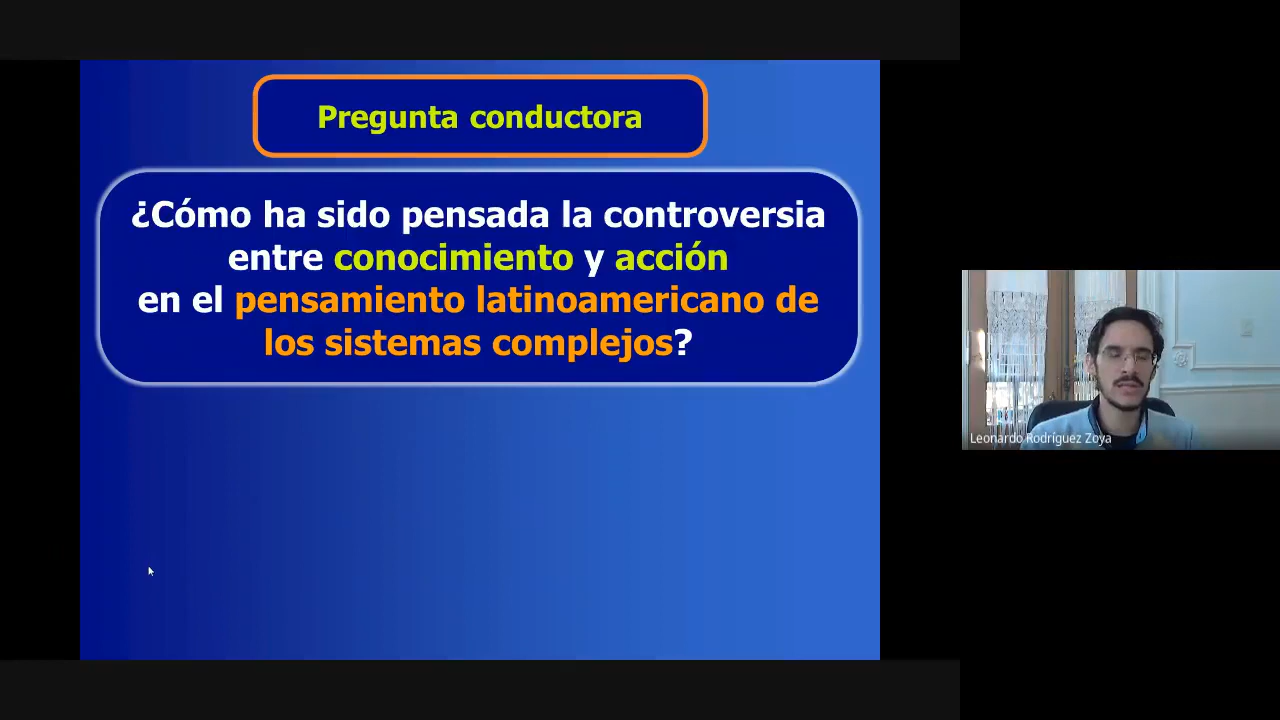 Pregunta conductora
¿Cómo ha sido pensada la controversia
entre conocimiento y acción
en el pensamiento latinoamericano de
los sistemas complejos?
Leonardo Rodríguez Zoya